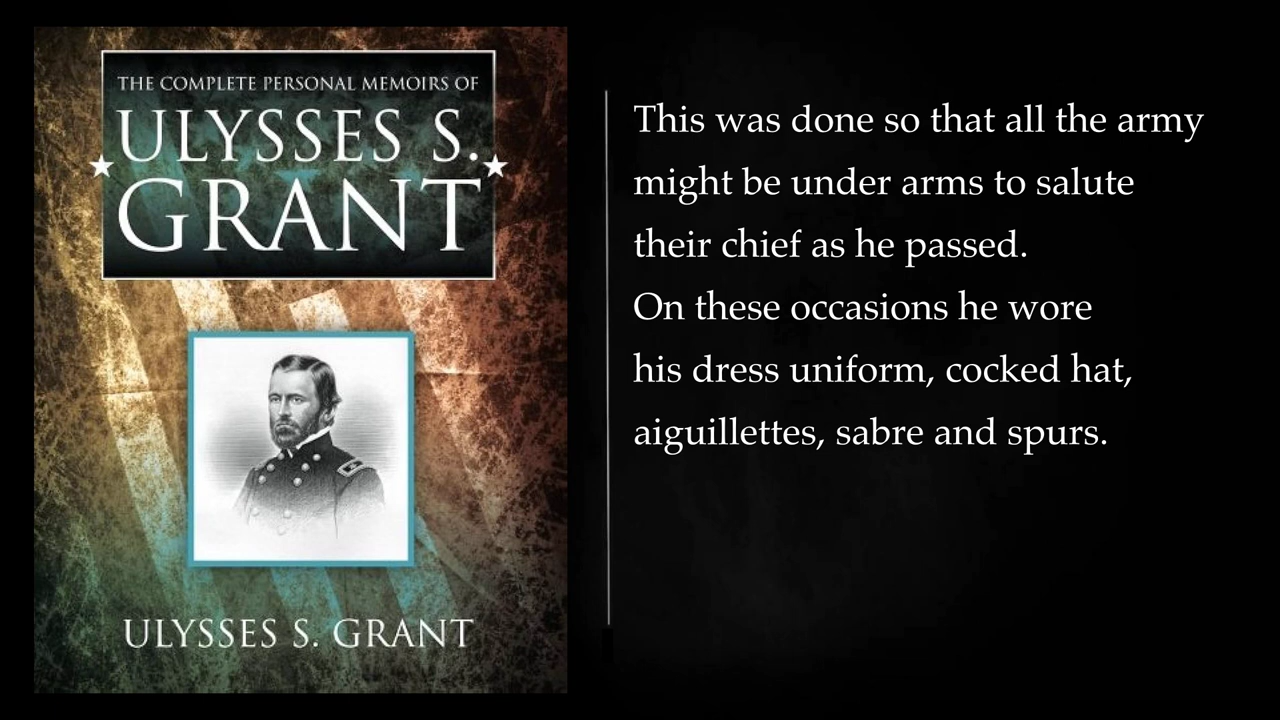 THE COMPLETE PERSONAL MEMOIRS OF
ULYSSES S.
GRANT
ULYSSES S. GRANT
This was done so that all the army
might be under arms to salute
their chief as he passed.
On these occasions he wore
his dress uniform, cocked hat,
aiguillettes, sabre and spurs.